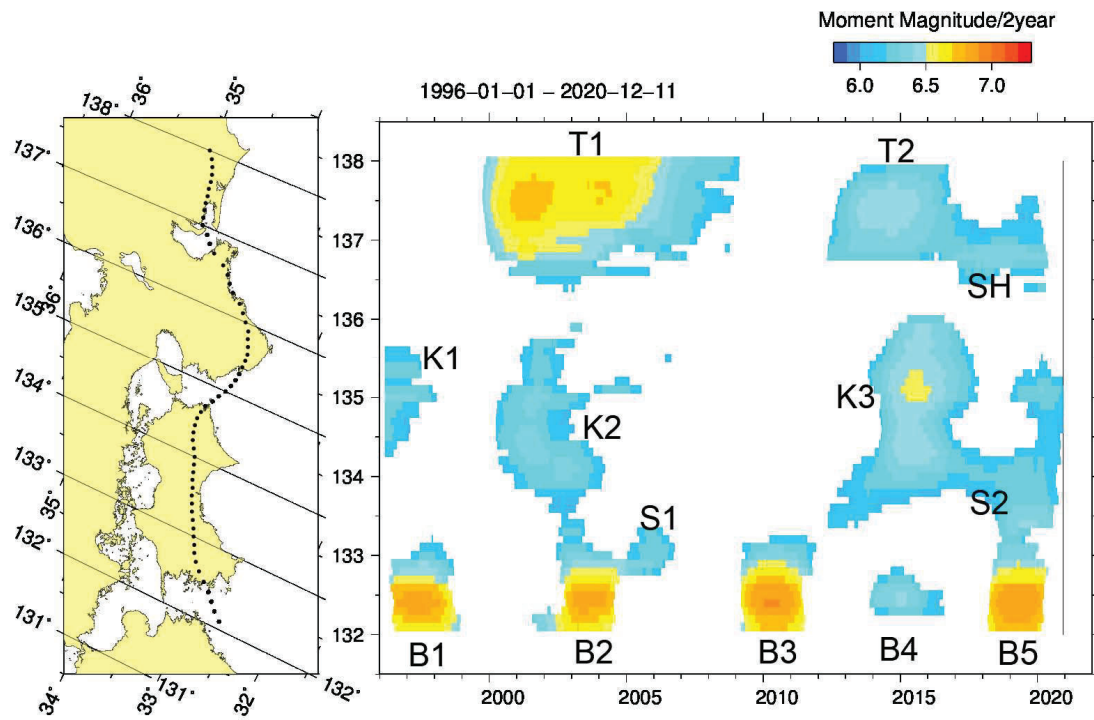 Moment Magnitude/2year
6.0 6.5 7.0
1996−01−01 − 2020−12−11
138° 36° 35°
137°
136°
36°
135°
134°
133°
35°
132°
131°
34° 33° 131° 32° 132°
138
137
136
135
134
133
132
T1
T2
SH
K1
K2
K3
S1
S2
B1 B2 B3 B4 B5
2000 2005 2010 2015 2020